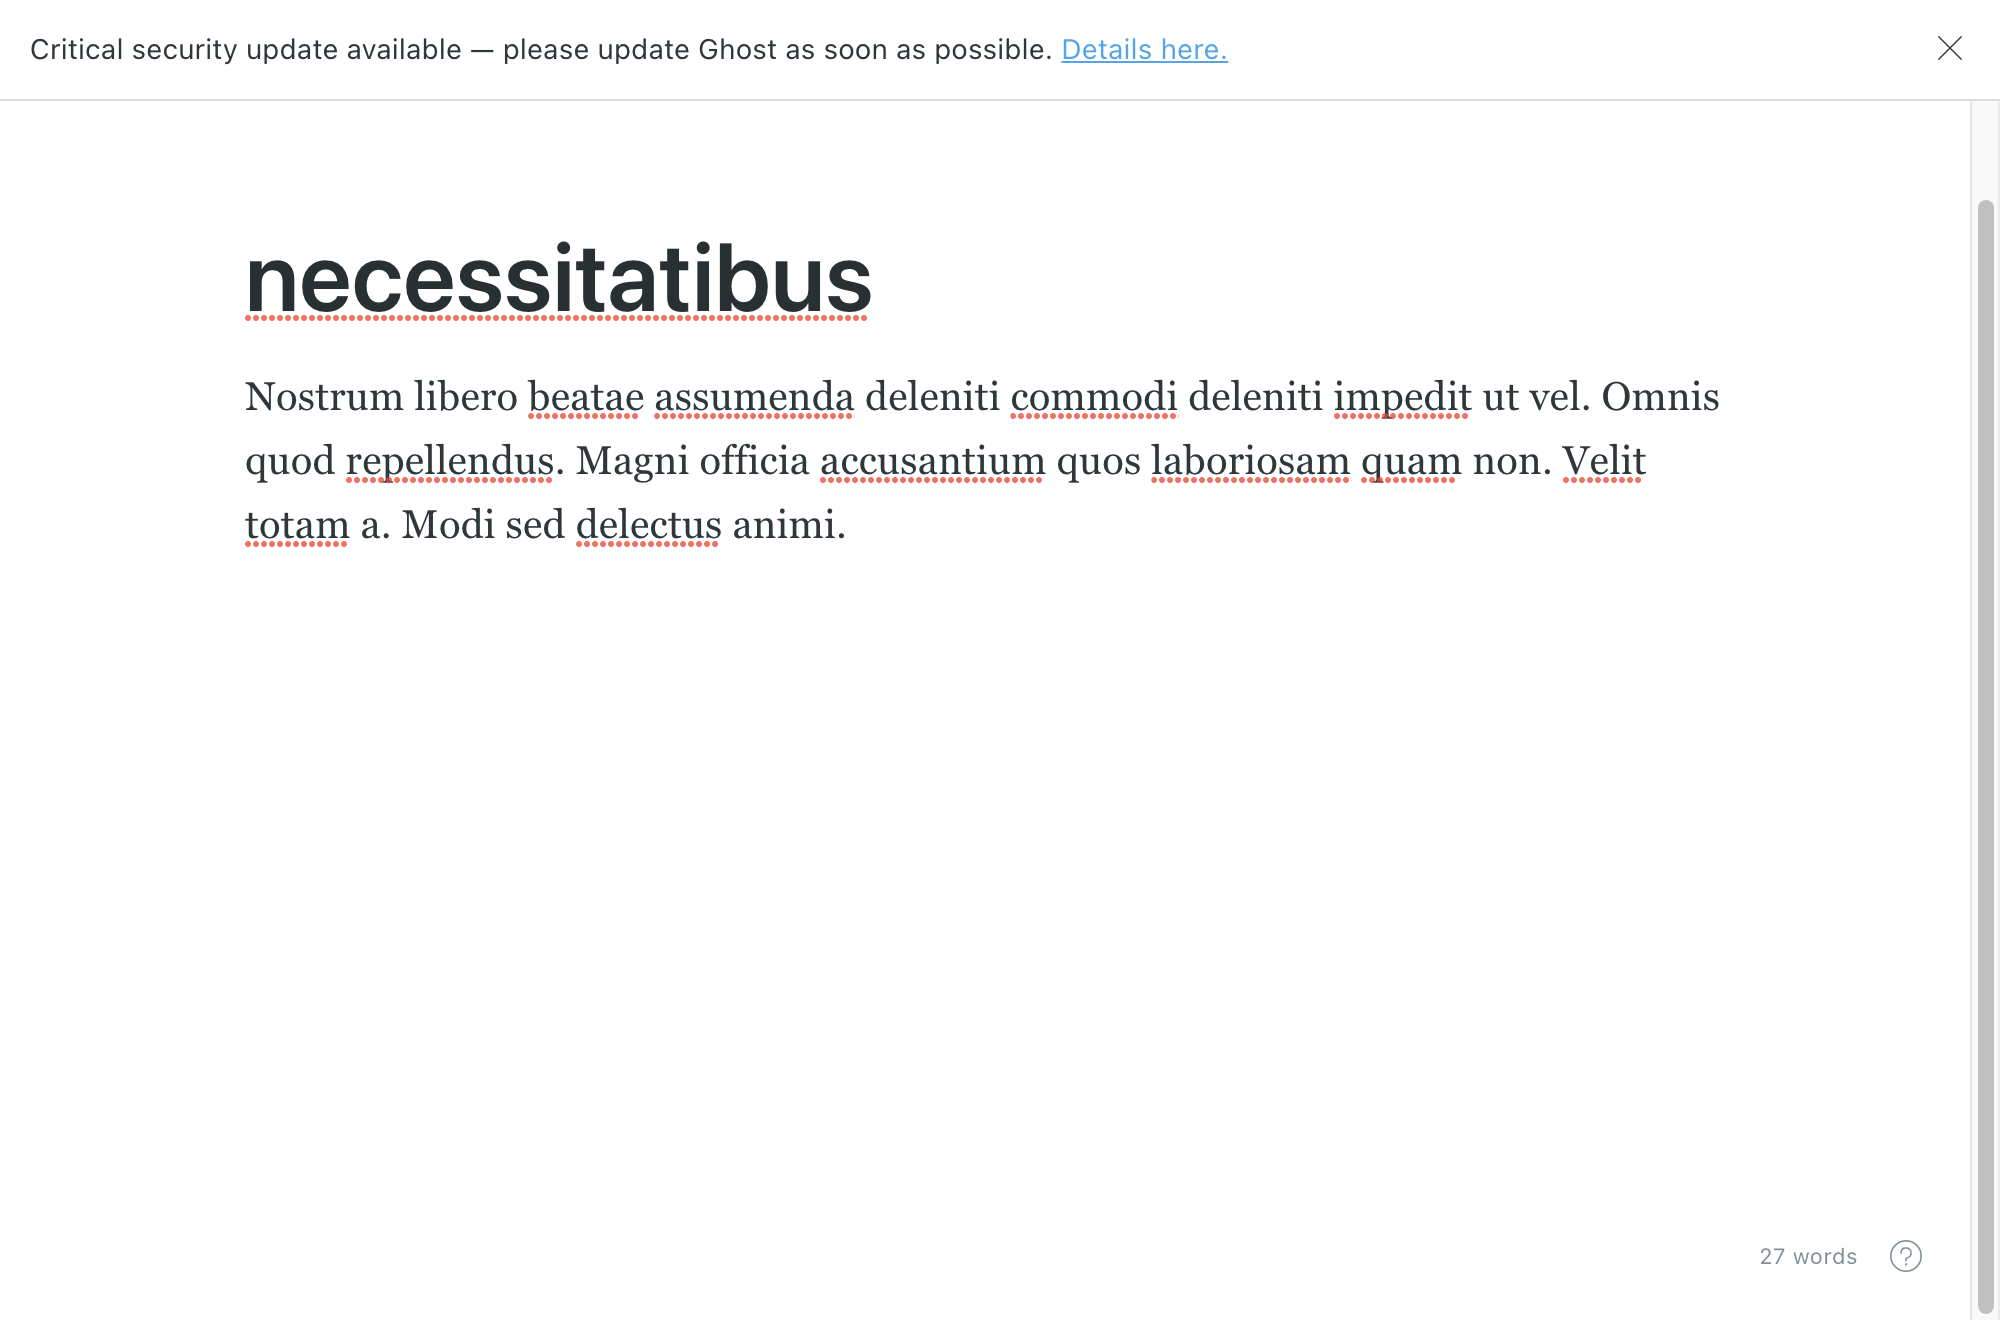 Critical security update available — please update Ghost as soon as possible. Details here.
necessitatibus
Nostrum libero beatae assumenda deleniti commodi deleniti impedit ut vel. Omnis
quod repellendus. Magni officia accusantium quos laboriosam quam non. Velit
totam a. Modi sed delectus animi.
27 words ?